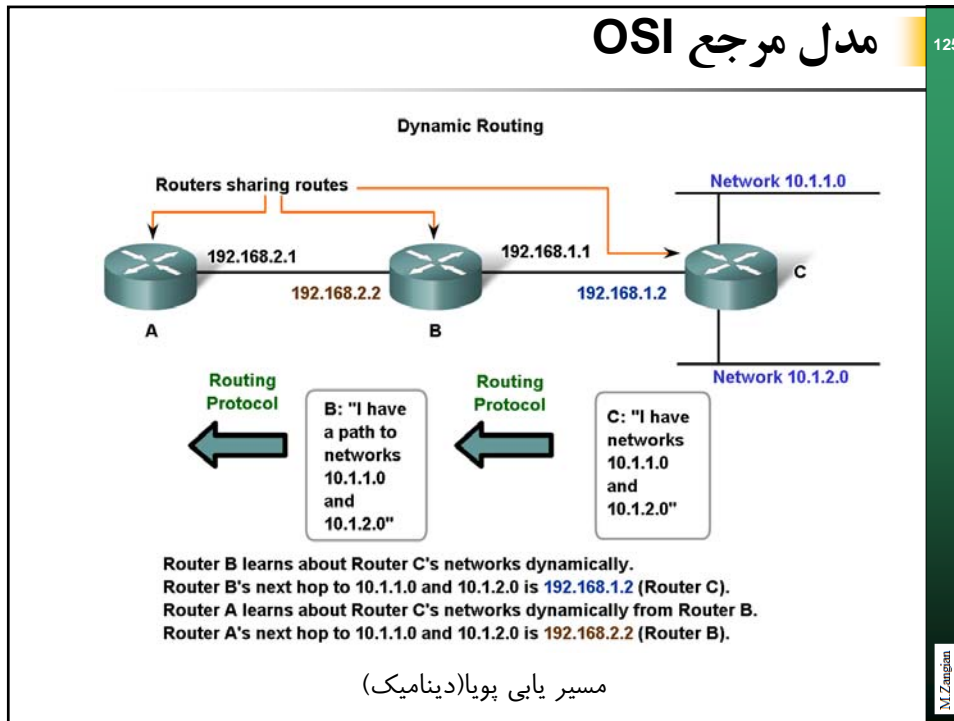 مدل مرجع OSI
125
Dynamic Routing
Routers sharing routes
Network 10.1.1.0
192.168.2.1
192.168.1.1
192.168.2.2
192.168.1.2
A
B
C
Network 10.1.2.0
Routing
Protocol
B: "I have
a path to
networks
10.1.1.0
and
10.1.2.0"
Routing
Protocol
C: "I have
networks
10.1.1.0
and
10.1.2.0"
Router B learns about Router C's networks dynamically.
Router B's next hop to 10.1.1.0 and 10.1.2.0 is 192.168.1.2 (Router C).
Router A learns about Router C's networks dynamically from Router B.
Router A's next hop to 10.1.1.0 and 10.1.2.0 is 192.168.2.2 (Router B).
مسیر یابی پویا(دینامیک)
M.Zangian